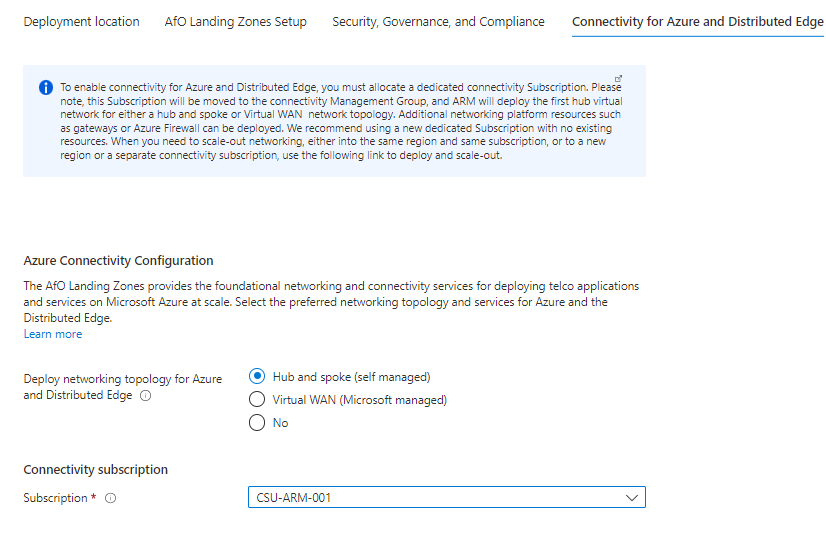 Deployment location AfO Landing Zones Setup Security, Governance, and Compliance Connectivity for Azure and Distributed Edge
To enable connectivity for Azure and Distributed Edge, you must allocate a dedicated connectivity Subscription. Please
note, this Subscription will be moved to the connectivity Management Group, and ARM will deploy the first hub virtual
network for either a hub and spoke or Virtual WAN network topology. Additional networking platform resources such
as gateways or Azure Firewall can be deployed. We recommend using a new dedicated Subscription with no existing
resources. When you need to scale-out networking, either into the same region and same subscription, or to a new
region or a separate connectivity subscription, use the following link to deploy and scale-out.
Azure Connectivity Configuration
The AfO Landing Zones provides the foundational networking and connectivity services for deploying telco applications
and services on Microsoft Azure at scale. Select the preferred networking topology and services for Azure and the
Distributed Edge.
Learn more
Deploy networking topology for Azure
and Distributed Edge
Hub and spoke (self managed)
Virtual WAN (Microsoft managed)
No
Connectivity subscription
Subscription *
CSU-ARM-001